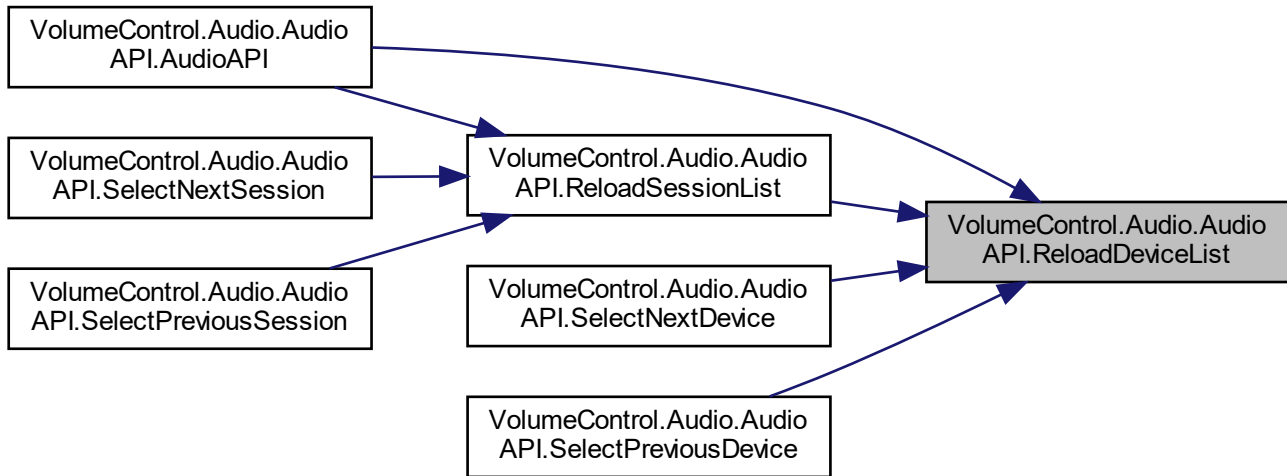 VolumeControl.Audio.Audio
API.AudioAPI
VolumeControl.Audio.Audio
API.SelectNextSession
VolumeControl.Audio.Audio
API.SelectPreviousSession
VolumeControl.Audio.Audio
API.ReloadSessionList
VolumeControl.Audio.Audio
API.SelectNextDevice
VolumeControl.Audio.Audio
API.SelectPreviousDevice
VolumeControl.Audio.Audio
API.ReloadDeviceList